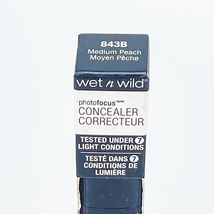 843B
Medium Peach
Moyen Pêche
wet n wild®
photofocus™
CONCEALER
CORRECTEUR
TESTED UNDER 7
LIGHT CONDITIONS
TESTÉ DANS 7
CONDITIONS DE
LUMIÈRE